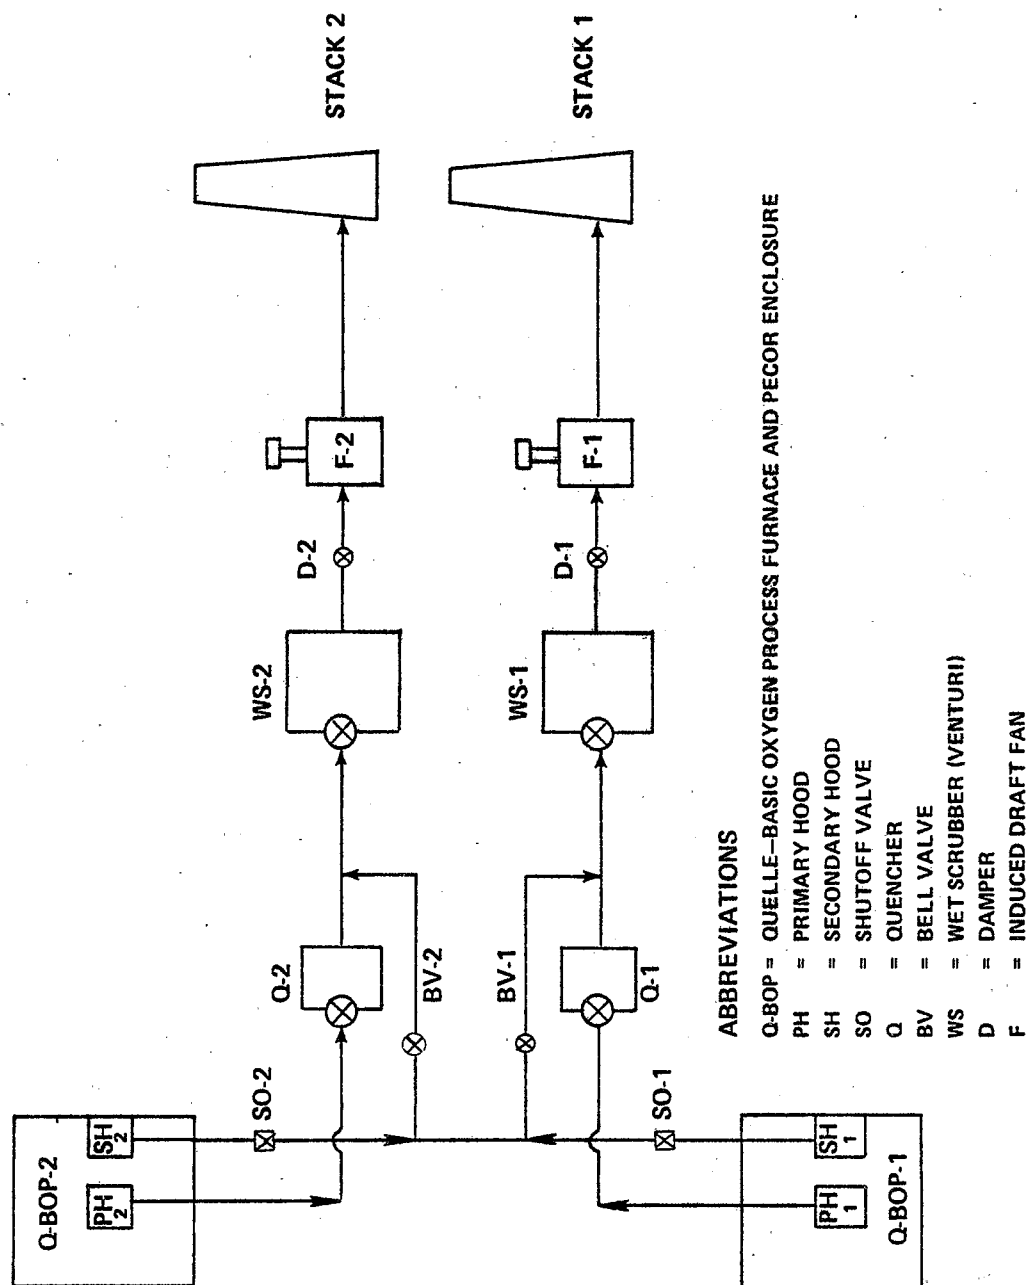 STACK 2
STACK 1
F-2
F-1
D-2
D-1
WS-2
WS-1
Q-2
BV-2
BV-1
Q-1
SO-2
SO-1
Q-BOP-2
PH 2
SH 2
Q-BOP-1
PH 1
SH 1
ABBREVIATIONS
Q-BOP = QUELLE–BASIC OXYGEN PROCESS FURNACE AND PECOR ENCLOSURE
PH = PRIMARY HOOD
SH = SECONDARY HOOD
SO = SHUTOFF VALVE
Q = QUENCHER
BV = BELL VALVE
WS = WET SCRUBBER (VENTURI)
D = DAMPER
F = INDUCED DRAFT FAN